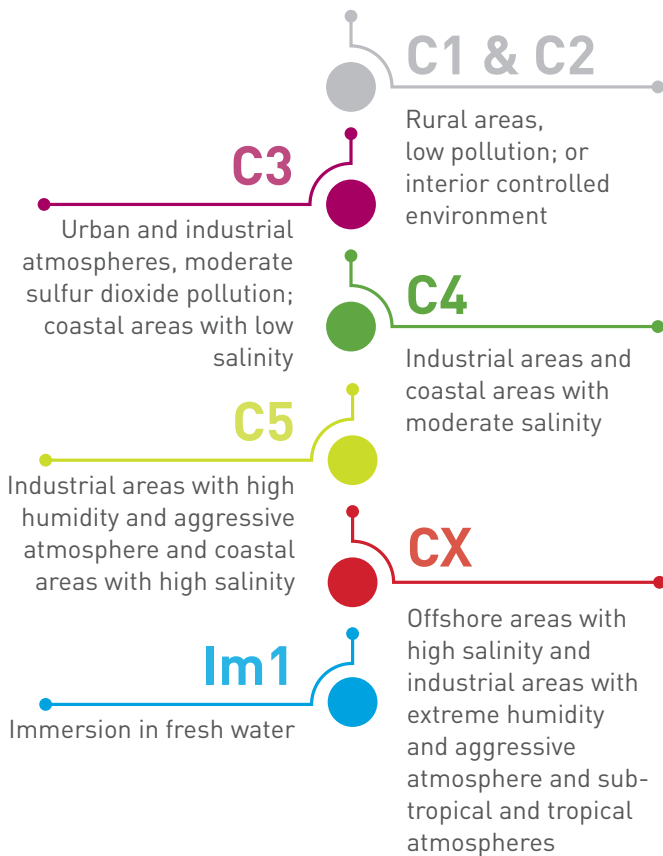 C1 & C2
Rural areas,
low pollution; or
interior controlled
environment
C3
Urban and industrial
atmospheres, moderate
sulfur dioxide pollution;
coastal areas with low
salinity
C4
Industrial areas and
coastal areas with
moderate salinity
C5
Industrial areas with high
humidity and aggressive
atmosphere and coastal
areas with high salinity
CX
Offshore areas with
high salinity and
industrial areas with
extreme humidity
and aggressive
atmosphere and sub-
tropical and tropical
atmospheres
Im1
Immersion in fresh water